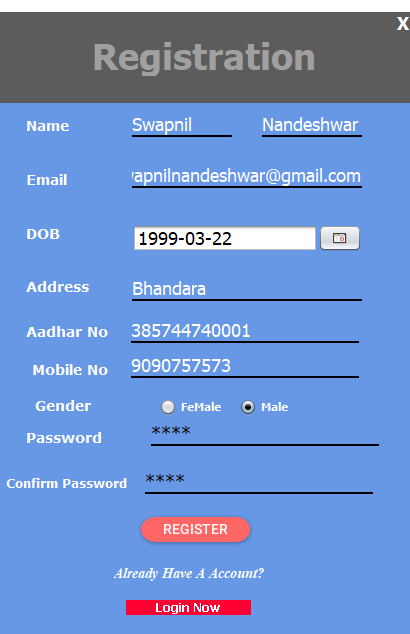 X
Registration
Name Swapnil Nandeshwar
Email vapnilnandeshwar@gmail.com
DOB 1999-03-22
Address Bhandara
Aadhar No 385744740001
Mobile No 9090757573
Gender FeMale Male
Password ****
Confirm Password ****
REGISTER
Already Have A Account?
Login Now